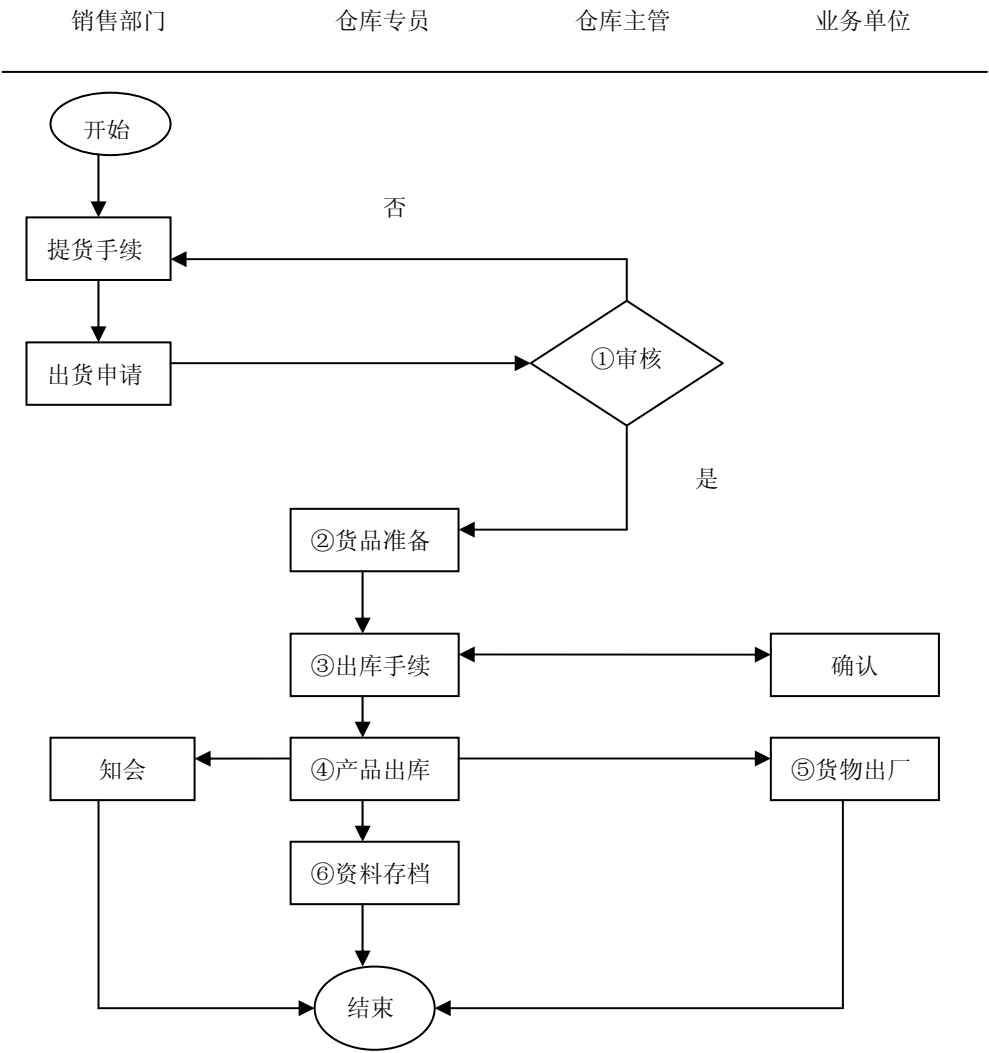 销售部门
仓库专员
仓库主管
业务单位
开始
否
提货手续
出货申请
①审核
是
②货品准备
③出库手续
确认
知会
④产品出库
⑤货物出厂
⑥资料存档
结束